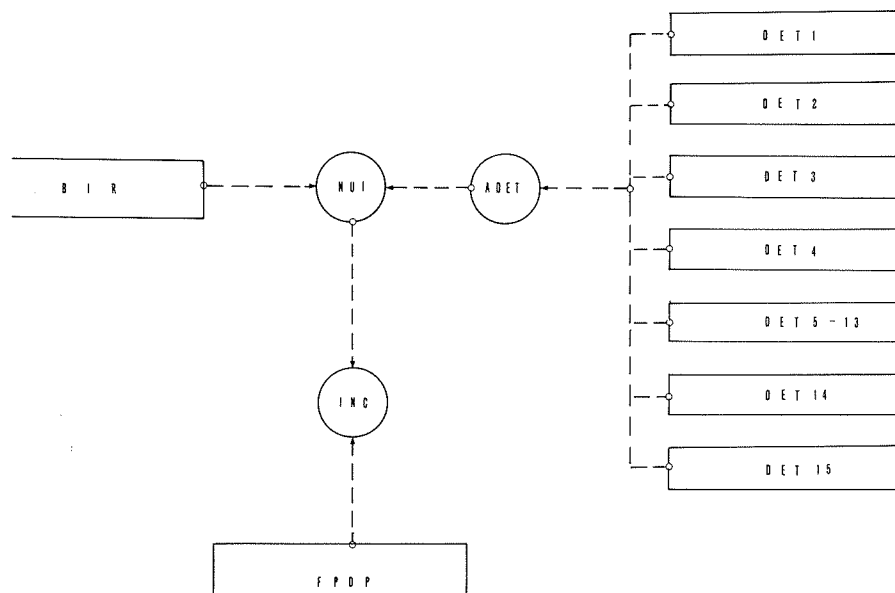 DET 1
DET 2
BIR
NUI
ADET
DET 3
DET 4
DET 5-13
INC
DET 14
DET 15
FPOP